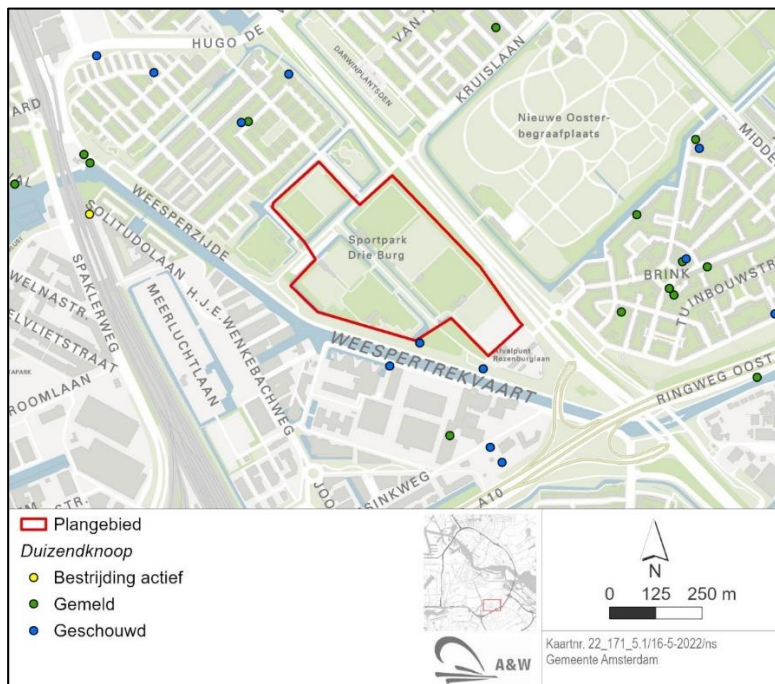 HUGO DE V
VAN 'T
DARWINPLANTSOEN
KRUISLAAN
Nieuwe Ooster-
begraafplaats
MIDDE
WEESPERZIJDE
SOLITUDOLAAN
SPAKLERWEG
WELNASTR.
ELVLIETSTRAAT
ROOMLAAN
MEERLUCHTLAAN
H.J.E. WENKEBACHWEG
Sportpark
Drie Burg
BRINK
TUINBOUWSTR
WEESPERTREKVAART
Afvalpunt
Rozenburglaan
RINGWEG OOST
A10
JOO
SINKWEG
STR.
Plangebied
Duizendknoop
Bestrijding actief
Gemeld
Geschouwd
N
0 125 250 m
A&W
Kaartnr. 22_171_5.1/16-5-2022/ns
Gemeente Amsterdam